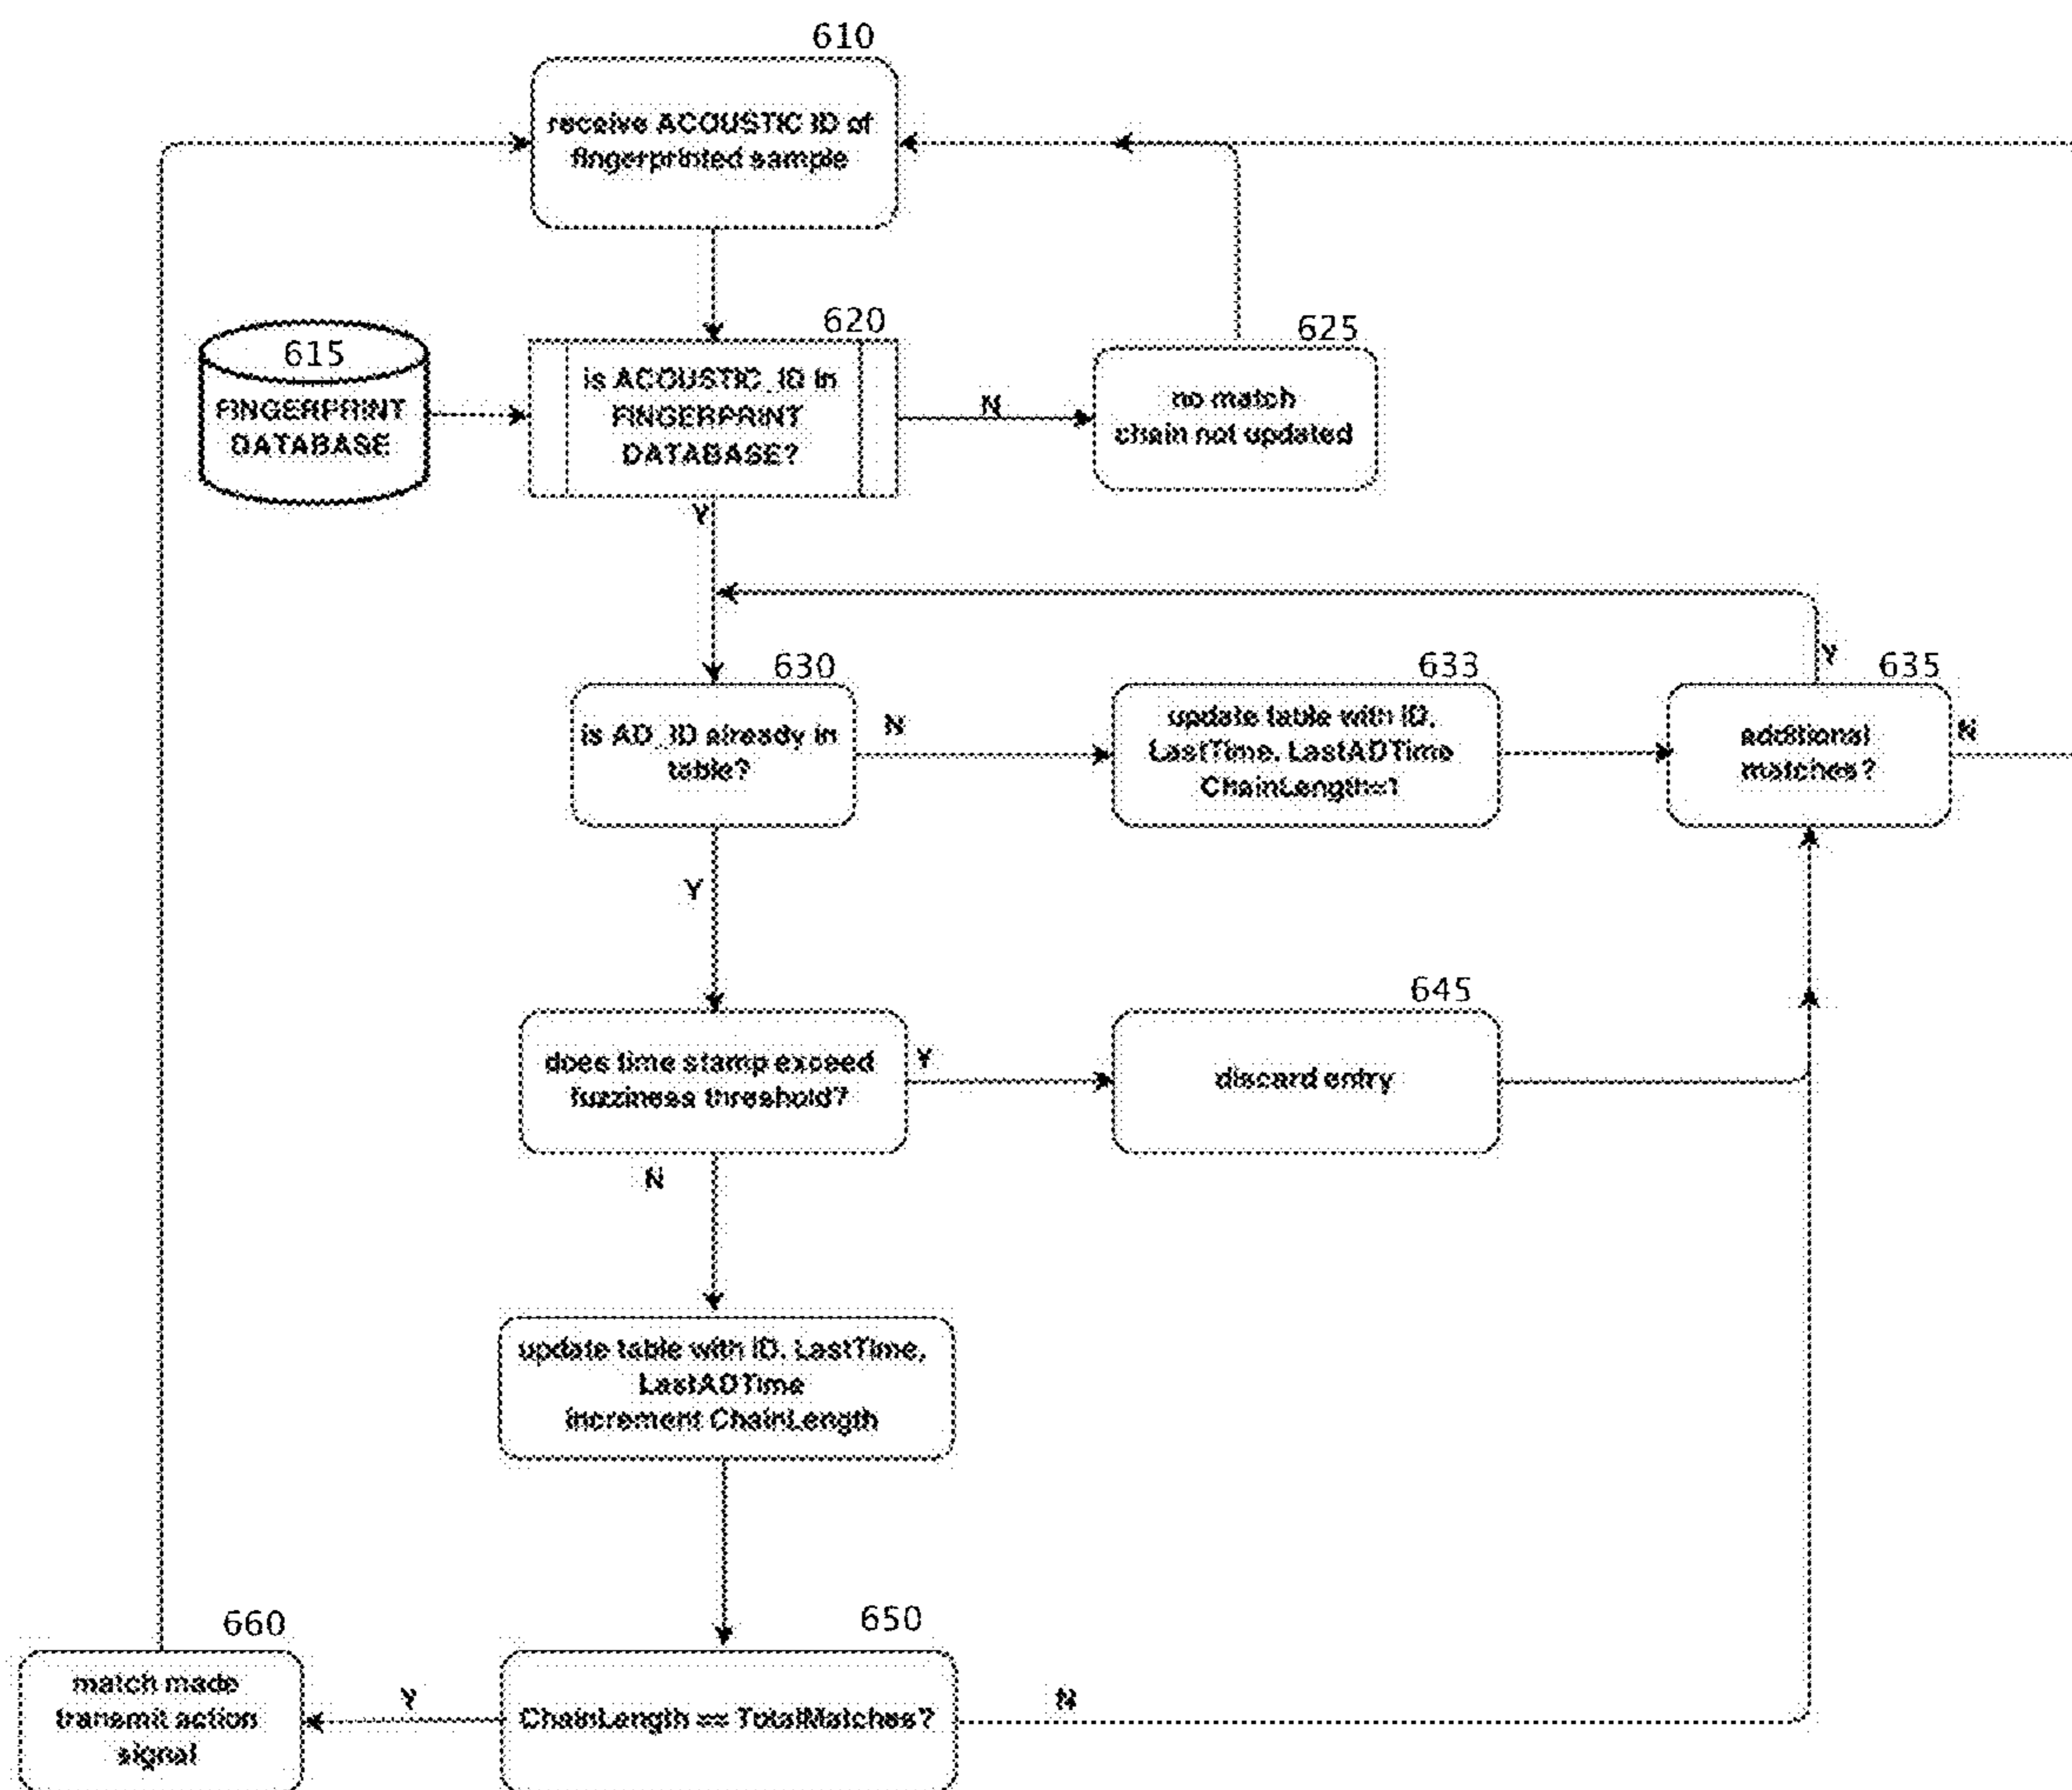 610
receive ACOUSTIC ID of
fingerprinted sample
615
FINGERPRINT
DATABASE
620
is ACOUSTIC_ID in
FINGERPRINT
DATABASE?
N
625
no match
chain not updated
Y
630
is AD_ID already in
table?
N
633
update table with ID,
LastTime, LastADTime
ChainLength=1
635
additional
matches?
Y
N
Y
does time stamp exceed
fuzziness threshold?
Y
645
discard entry
N
update table with ID, LastTime,
LastADTime
increment ChainLength
660
match made
transmit action
signal
Y
650
ChainLength == TotalMatches?
N